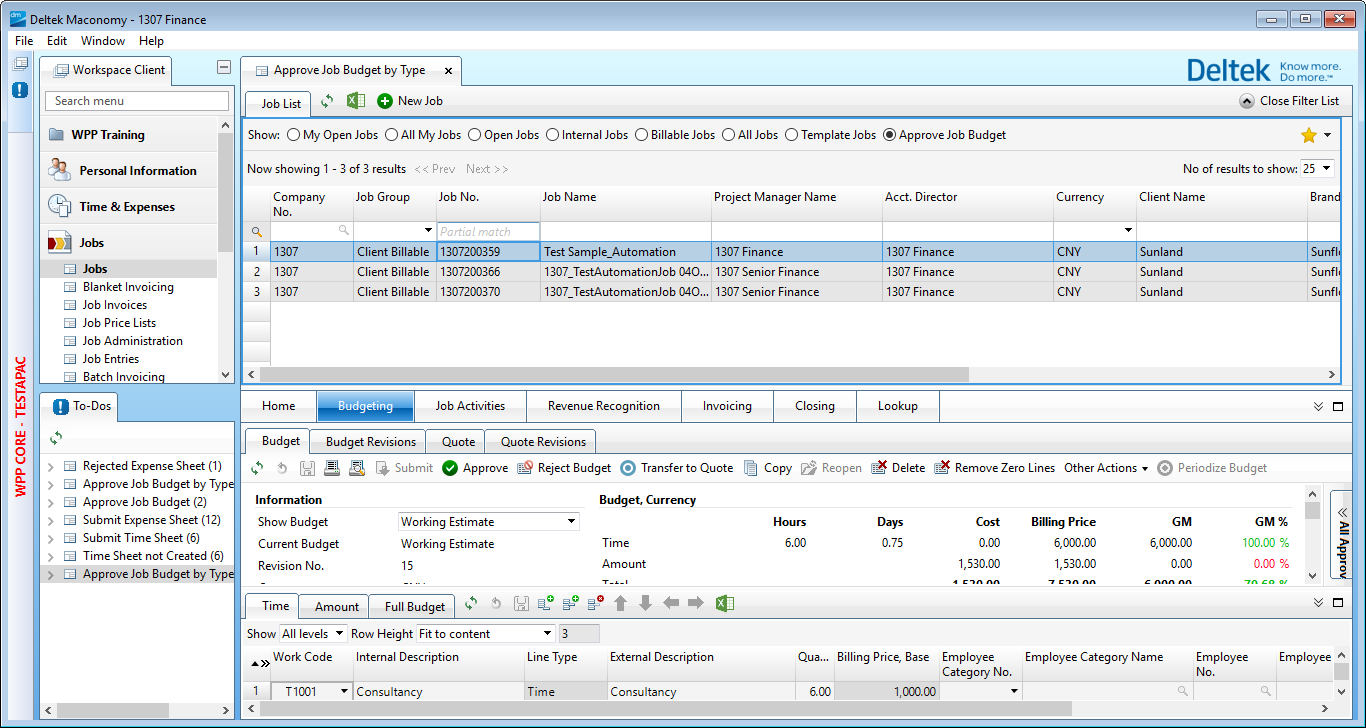 Deltek Maconomy - 1307 Finance
File Edit Window Help
Workspace Client
Search menu
WPP Training
Personal Information
Time & Expenses
Jobs
Jobs
Blanket Invoicing
Job Invoices
Job Price Lists
Job Administration
Job Entries
Batch Invoicing
WPP CORE - TESTAPAC
To-Dos
Rejected Expense Sheet (1)
Approve Job Budget by Type
Approve Job Budget (2)
Submit Expense Sheet (12)
Submit Time Sheet (6)
Time Sheet not Created (6)
Approve Job Budget by Type
Approve Job Budget by Type x
Deltek Know more.
Do more.™
Job List New Job Close Filter List
Show: My Open Jobs All My Jobs Open Jobs Internal Jobs Billable Jobs All Jobs Template Jobs Approve Job Budget
Now showing 1 - 3 of 3 results << Prev Next >> No of results to show: 25
Company No. Job Group Job No. Job Name Project Manager Name Acct. Director Currency Client Name Brand
Partial match
1 1307 Client Billable 1307200359 Test Sample_Automation 1307 Finance 1307 Finance CNY Sunland Sunfl
2 1307 Client Billable 1307200366 1307_TestAutomationJob 04O... 1307 Senior Finance 1307 Finance CNY Sunland Sunfl
3 1307 Client Billable 1307200370 1307_TestAutomationJob 04O... 1307 Senior Finance 1307 Finance CNY Sunland Sunfl
Home Budgeting Job Activities Revenue Recognition Invoicing Closing Lookup
Budget Budget Revisions Quote Quote Revisions
Submit Approve Reject Budget Transfer to Quote Copy Reopen Delete Remove Zero Lines Other Actions Periodize Budget
Information Budget, Currency
Show Budget Working Estimate Hours Days Cost Billing Price GM GM %
Current Budget Working Estimate Time 6.00 0.75 0.00 6,000.00 6,000.00 100.00 %
Revision No. 15 Amount 1,530.00 1,530.00 0.00 0.00 %
Total 1,530.00 7,530.00 6,000.00 79.68 %
<< All Approv
Time Amount Full Budget
Show All levels Row Height Fit to content 3
Work Code Internal Description Line Type External Description Qua... Billing Price, Base Employee Category No. Employee Category Name Employee No. Employee
1 T1001 Consultancy Time Consultancy 6.00 1,000.00